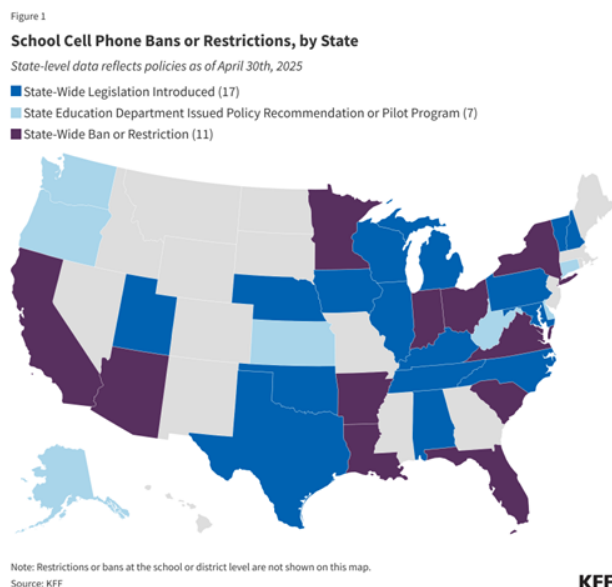 Figure 1
School Cell Phone Bans or Restrictions, by State
State-level data reflects policies as of April 30th, 2025
State-Wide Legislation Introduced (17)
State Education Department Issued Policy Recommendation or Pilot Program (7)
State-Wide Ban or Restriction (11)
Note: Restrictions or bans at the school or district level are not shown on this map.
Source: KFF
KFF